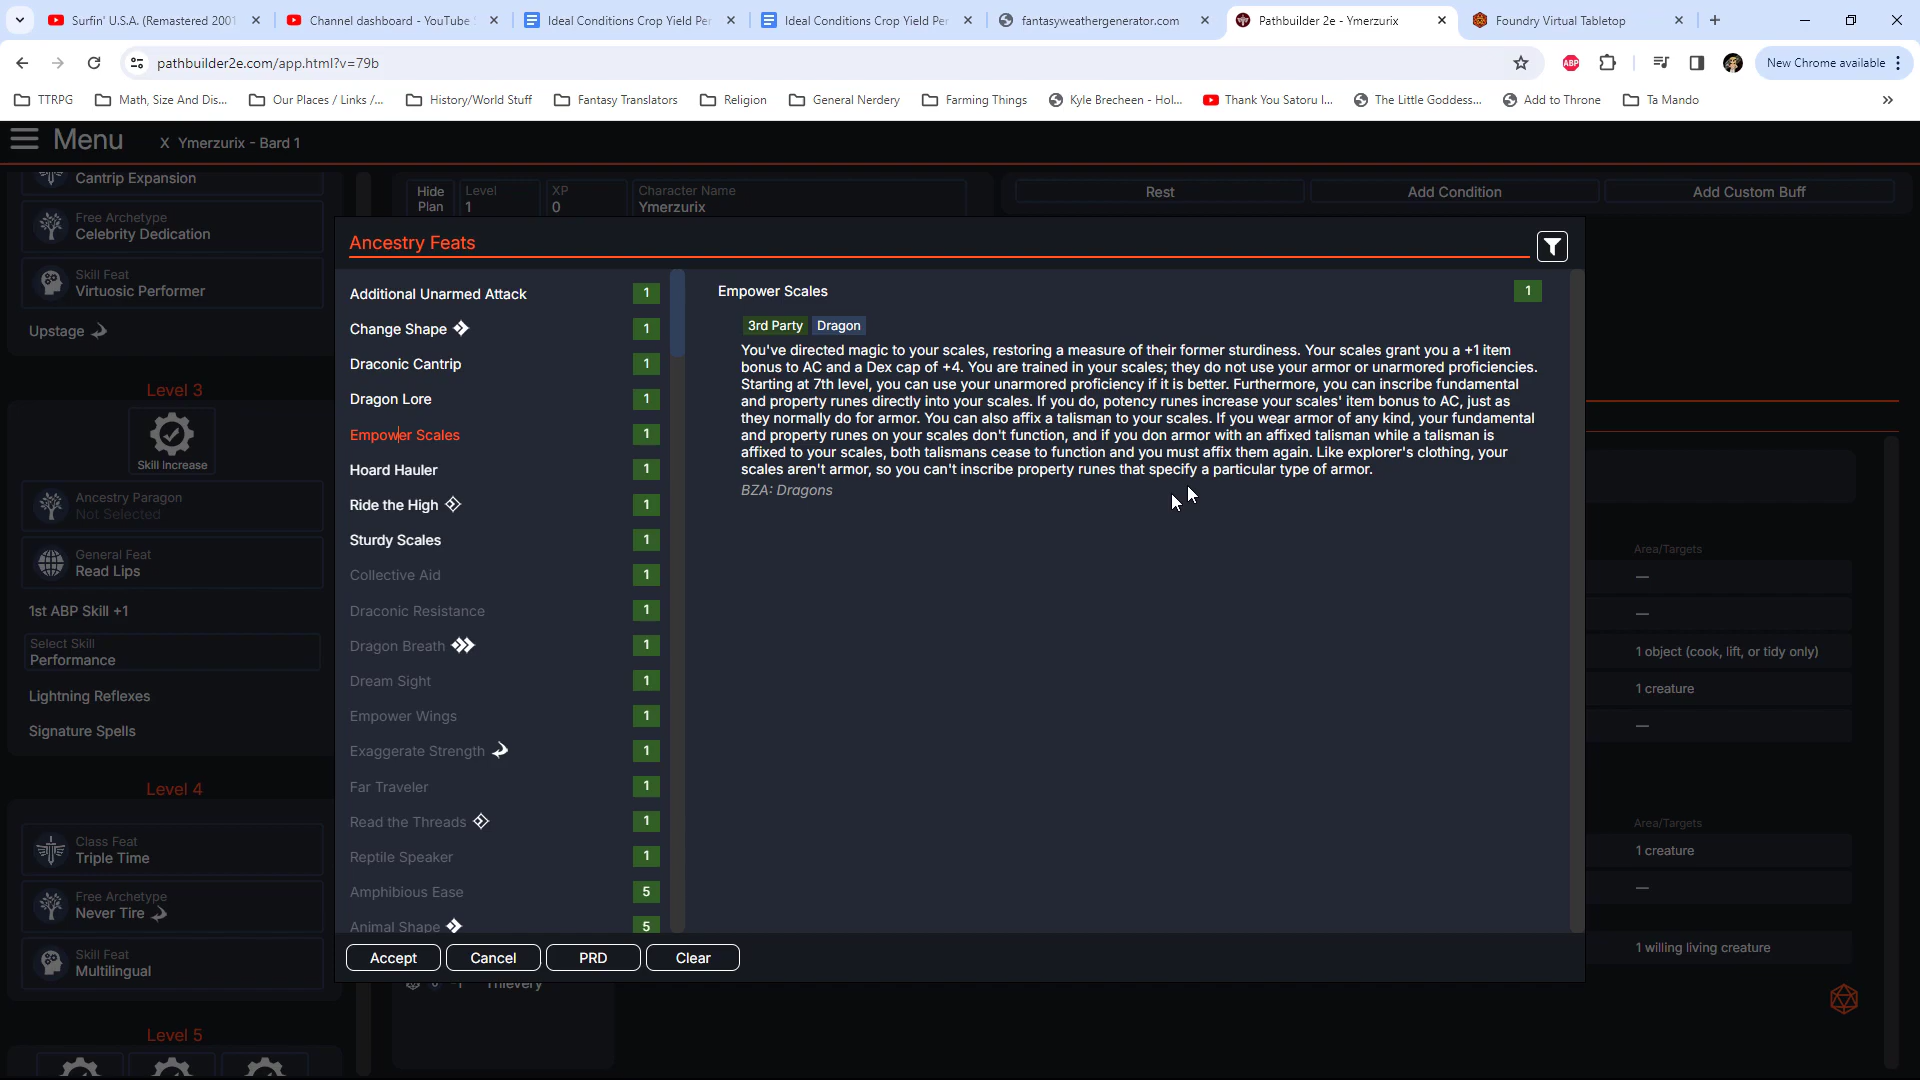 Surfin' U.S.A. (Remastered 2001
Channel dashboard - YouTube S
Ideal Conditions Crop Yield Per
Ideal Conditions Crop Yield Per
fantasyweathergenerator.com
Pathbuilder 2e - Ymerzurix
Foundry Virtual Tabletop
pathbuilder2e.com/app.html?v=79b
ABP
New Chrome available
TTRPG
Math, Size And Dis...
Our Places / Links /...
History/World Stuff
Fantasy Translators
Religion
General Nerdery
Farming Things
Kyle Brecheen - Hol...
Thank You Satoru I...
The Little Goddess...
Add to Throne
Ta Mando
Menu
X Ymerzurix - Bard 1
Cantrip Expansion
Free Archetype
Celebrity Dedication
Skill Feat
Virtuosic Performer
Upstage
Level 3
Skill Increase
Ancestry Paragon
Not Selected
General Feat
Read Lips
1st ABP Skill +1
Select Skill
Performance
Lightning Reflexes
Signature Spells
Level 4
Class Feat
Triple Time
Free Archetype
Never Tire
Skill Feat
Multilingual
Level 5
Hide
Plan
Level
1
XP
0
Character Name
Ymerzurix
Rest
Add Condition
Add Custom Buff
Ancestry Feats
Additional Unarmed Attack 1
Change Shape 1
Draconic Cantrip 1
Dragon Lore 1
Empower Scales 1
Hoard Hauler 1
Ride the High 1
Sturdy Scales 1
Collective Aid 1
Draconic Resistance 1
Dragon Breath 1
Dream Sight 1
Empower Wings 1
Exaggerate Strength 1
Far Traveler 1
Read the Threads 1
Reptile Speaker 1
Amphibious Ease 5
Animal Shape 5
Empower Scales 1
3rd Party Dragon
You've directed magic to your scales, restoring a measure of their former sturdiness. Your scales grant you a +1 item
bonus to AC and a Dex cap of +4. You are trained in your scales; they do not use your armor or unarmored proficiencies.
Starting at 7th level, you can use your unarmored proficiency if it is better. Furthermore, you can inscribe fundamental
and property runes directly into your scales. If you do, potency runes increase your scales' item bonus to AC, just as
they normally do for armor. You can also affix a talisman to your scales. If you wear armor of any kind, your fundamental
and property runes on your scales don't function, and if you don armor with an affixed talisman while a talisman is
affixed to your scales, both talismans cease to function and you must affix them again. Like explorer's clothing, your
scales aren't armor, so you can't inscribe property runes that specify a particular type of armor.
BZA: Dragons
Accept
Cancel
PRD
Clear
-1 Thievery
Area/Targets
—
—
1 object (cook, lift, or tidy only)
1 creature
—
Area/Targets
1 creature
—
1 willing living creature